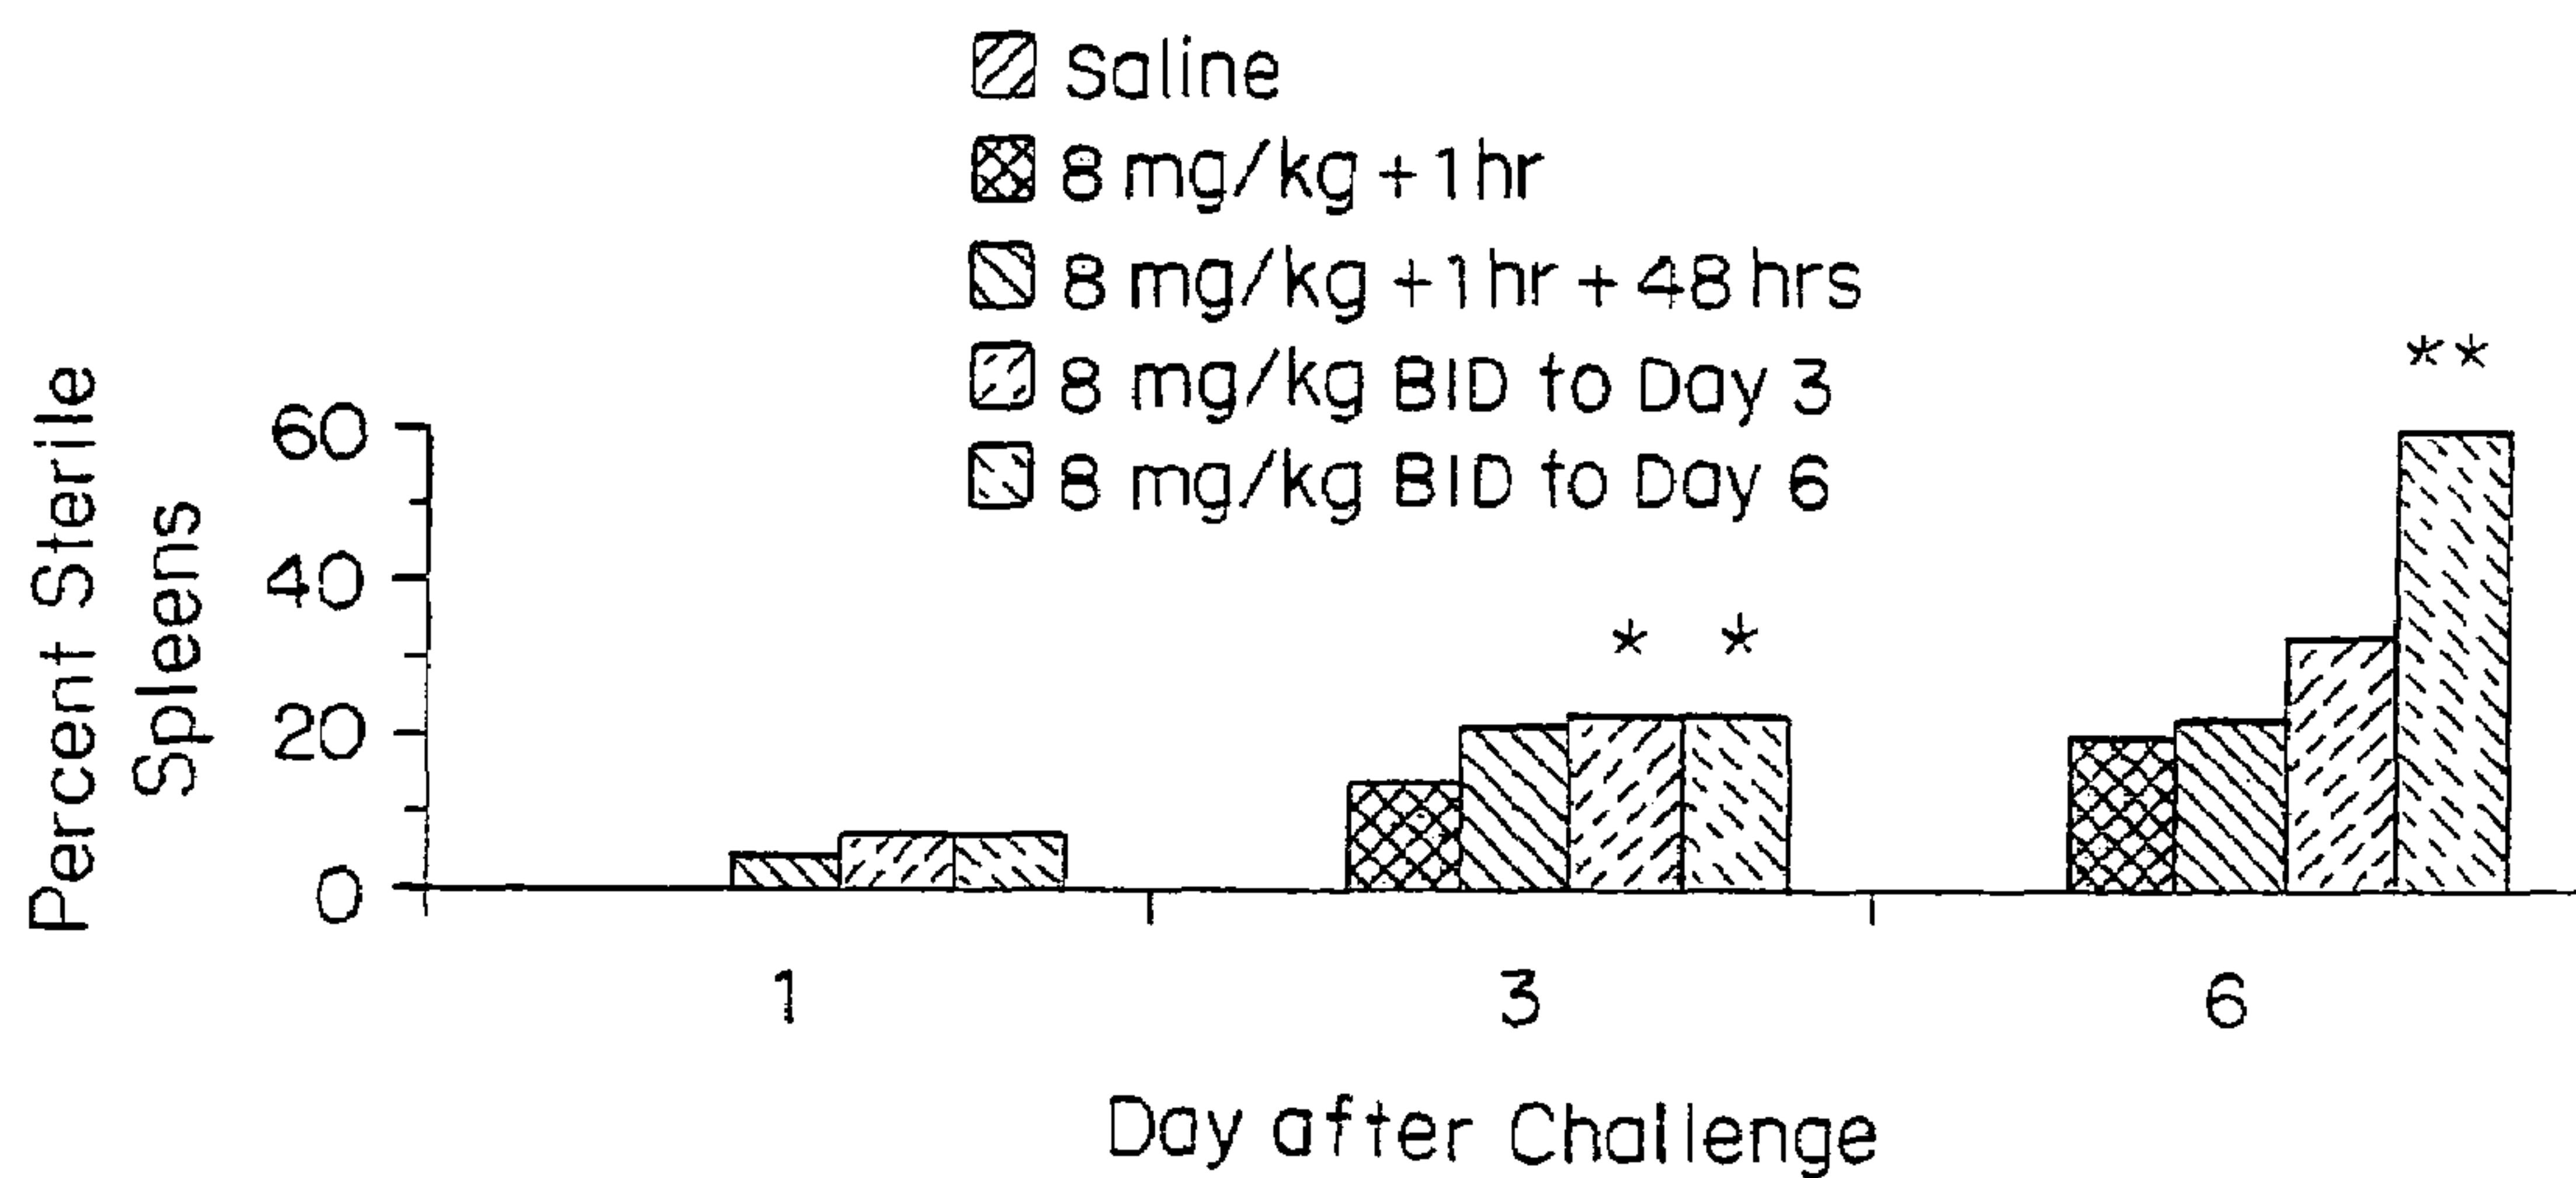 Saline
8 mg/kg + 1 hr
8 mg/kg + 1 hr + 48 hrs
8 mg/kg BID to Day 3
8 mg/kg BID to Day 6
Percent Sterile
Spleens
60
40
20
0
* *
**
1 3 6
Day after Challenge